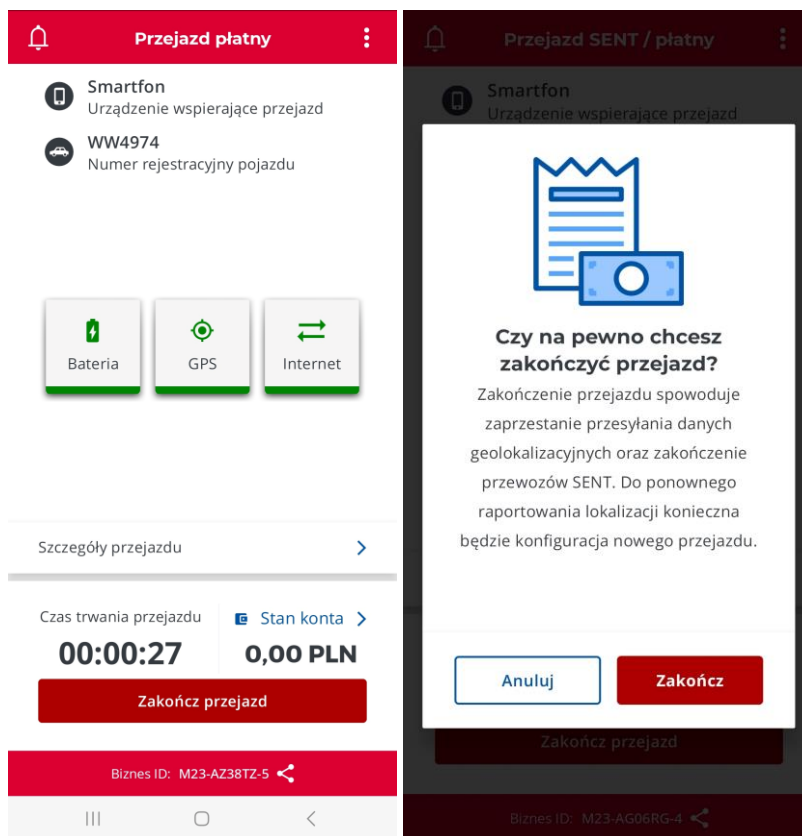 Przejazd płatny
Smartfon
Urządzenie wspierające przejazd
WW4974
Numer rejestracyjny pojazdu
Bateria
GPS
Internet
Szczegóły przejazdu
Czas trwania przejazdu
00:00:27
Stan konta
0,00 PLN
Zakończ przejazd
Biznes ID: M23-AZ38TZ-5
Przejazd SENT / płatny
Smartfon
Urządzenie wspierające przejazd
Czy na pewno chcesz
zakończyć przejazd?
Zakończenie przejazdu spowoduje
zaprzestanie przesyłania danych
geolokalizacyjnych oraz zakończenie
przewozów SENT. Do ponownego
raportowania lokalizacji konieczna
będzie konfiguracja nowego przejazdu.
Anuluj
Zakończ
Zakończ przejazd
Biznes ID: M23-AG06RG-4